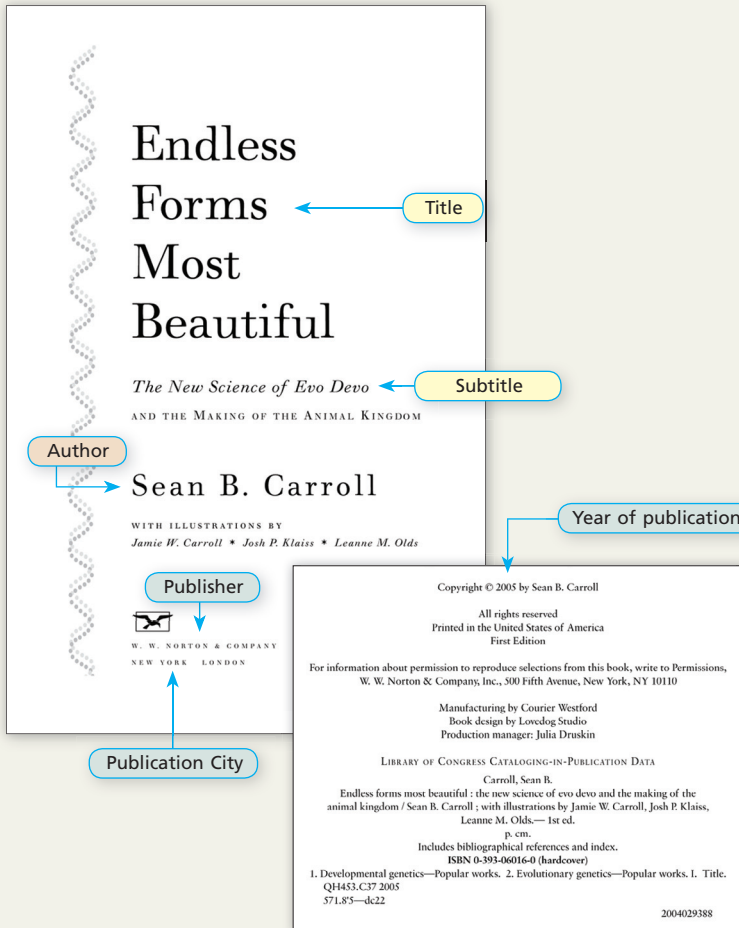 Endless
Forms
Title
Most
Beautiful
The New Science of Evo Devo
Subtitle
AND THE MAKING OF THE ANIMAL KINGDOM
Author
Sean B. Carroll
WITH ILLUSTRATIONS BY
Jamie W. Carroll * Josh P. Klaiss * Leanne M. Olds
Publisher
W. W. NORTON & COMPANY
NEW YORK LONDON
Publication City
Year of publication
Copyright © 2005 by Sean B. Carroll
All rights reserved
Printed in the United States of America
First Edition
For information about permission to reproduce selections from this book, write to Permissions,
W. W. Norton & Company, Inc., 500 Fifth Avenue, New York, NY 10110
Manufacturing by Courier Westford
Book design by Lovedog Studio
Production manager: Julia Druskin
LIBRARY OF CONGRESS CATALOGING-IN-PUBLICATION DATA
Carroll, Sean B.
Endless forms most beautiful : the new science of evo devo and the making of the
animal kingdom / Sean B. Carroll ; with illustrations by Jamie W. Carroll, Josh P. Klaiss,
Leanne M. Olds.— 1st ed.
p. cm.
Includes bibliographical references and index.
ISBN 0-393-06016-0 (hardcover)
1. Developmental genetics—Popular works. 2. Evolutionary genetics—Popular works. I. Title.
QH453.C37 2005
571.8'5—dc22
2004029388